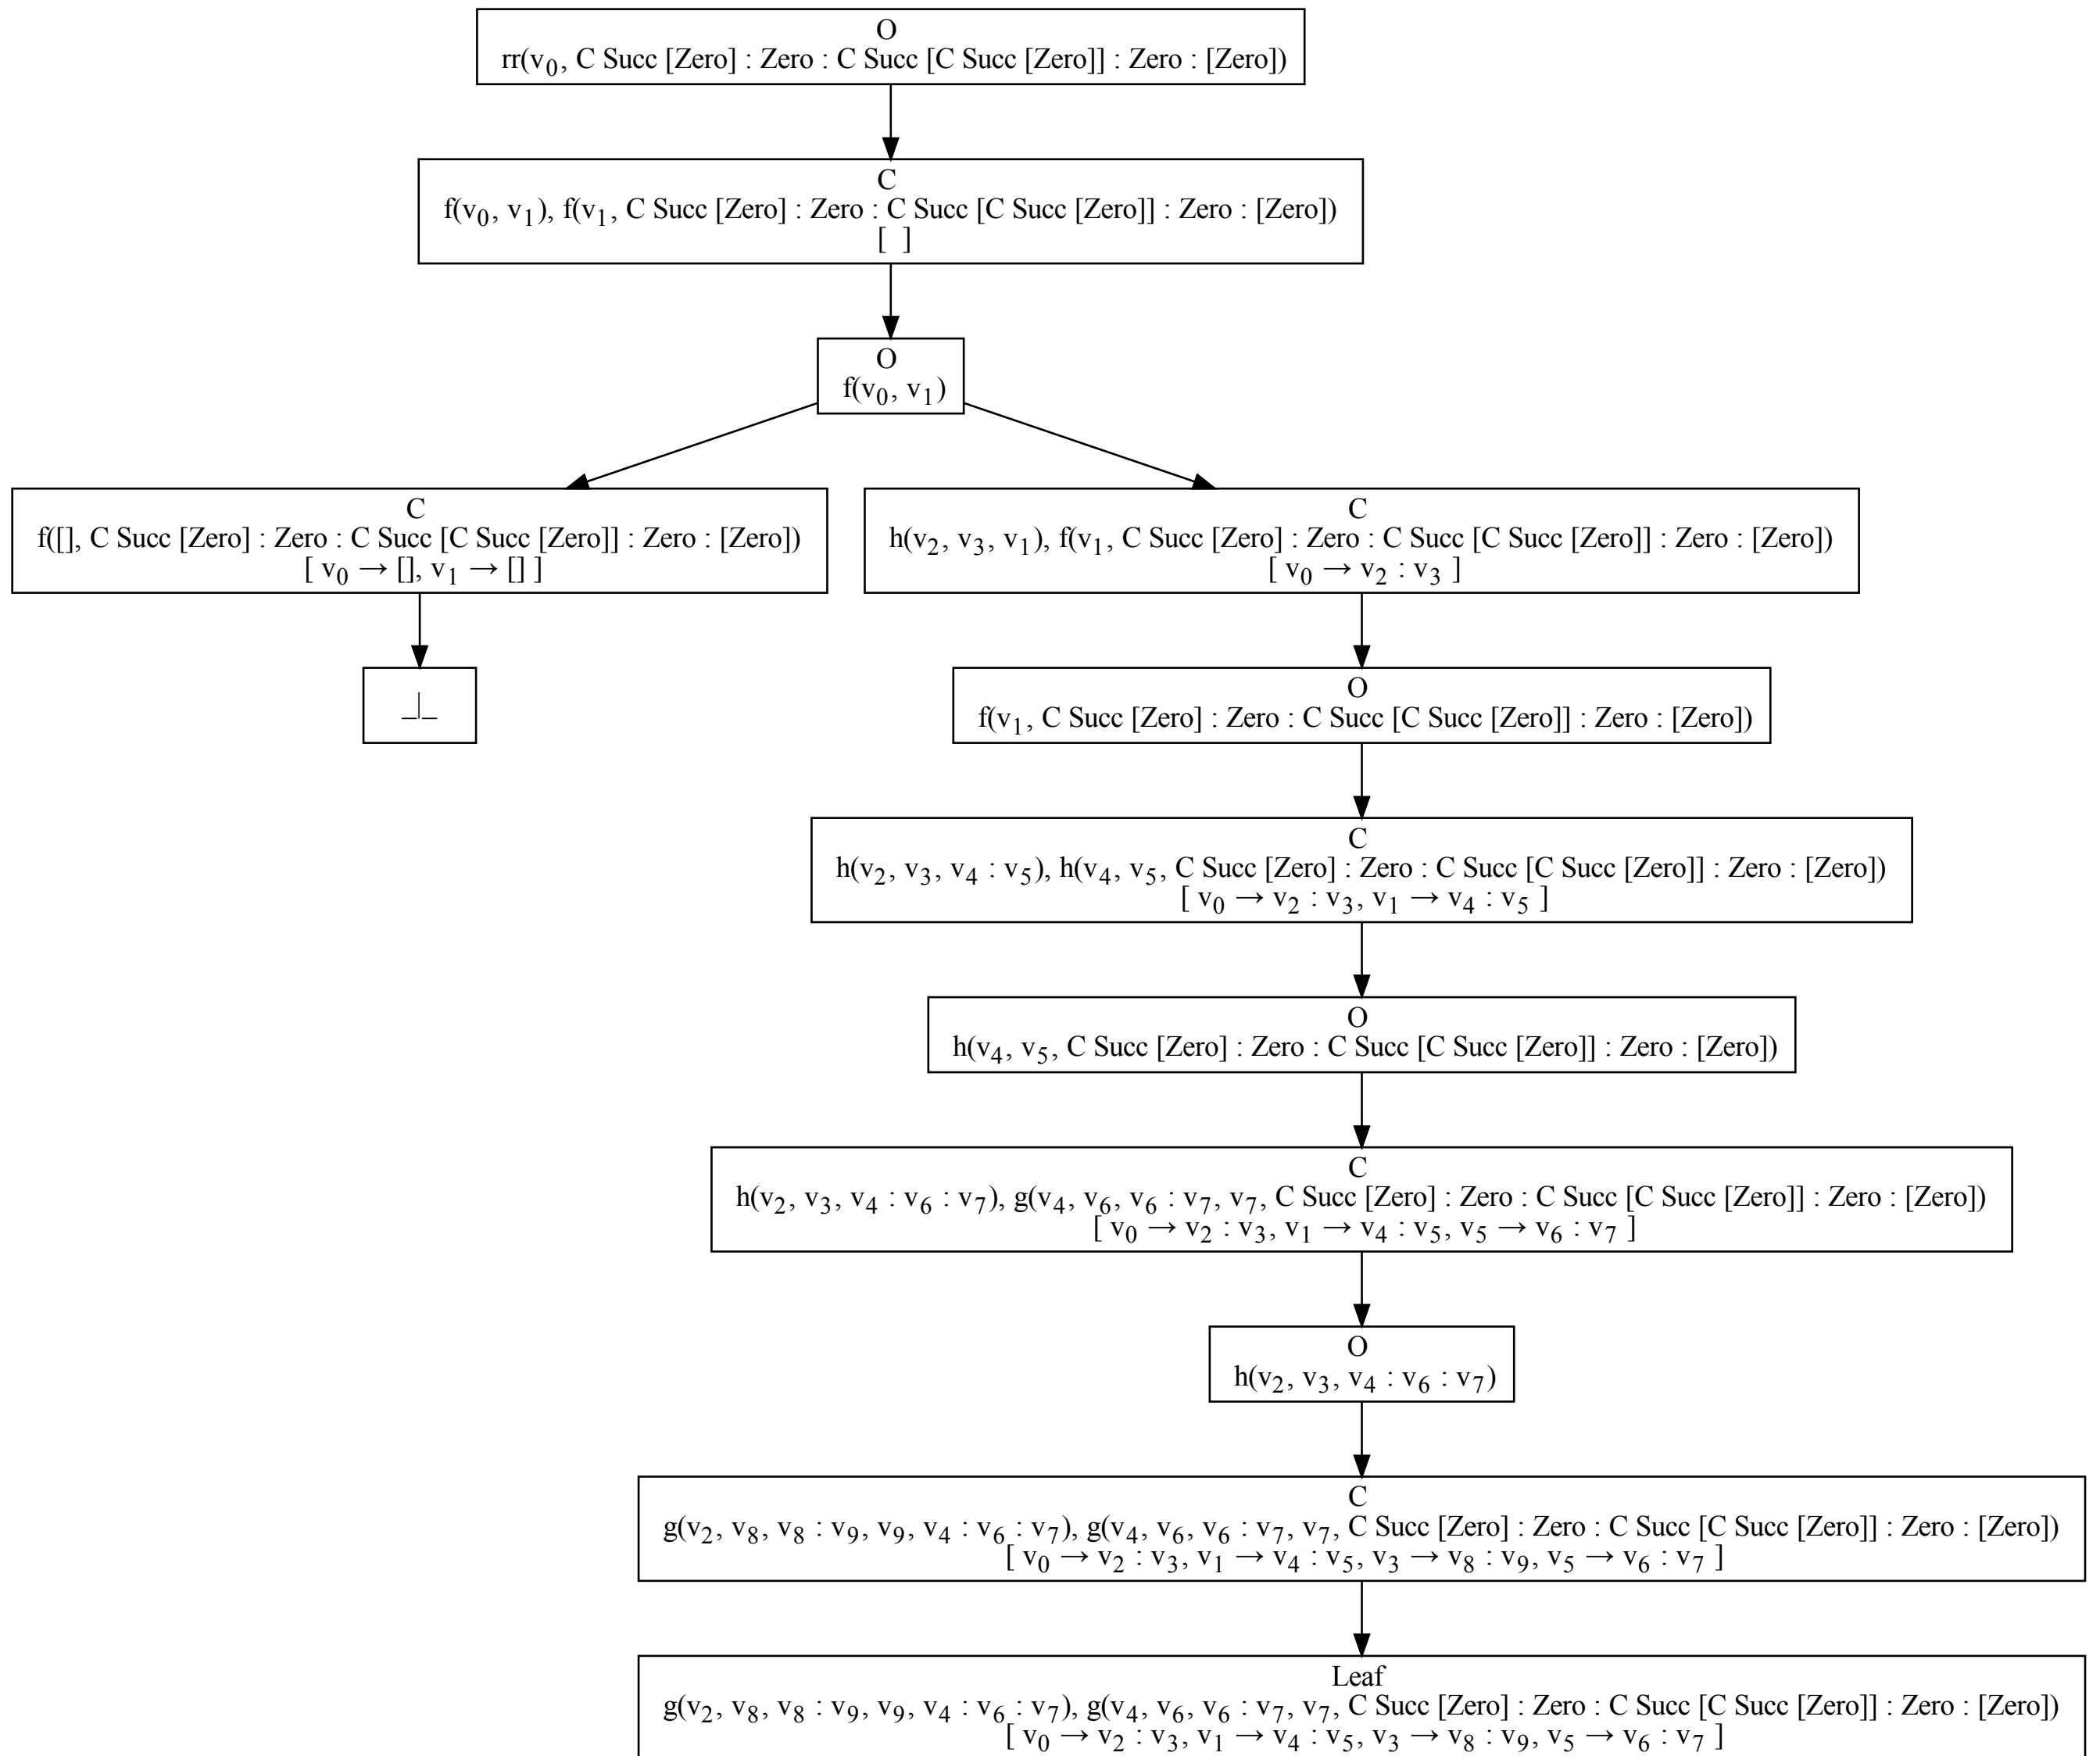 O
rr(v₀, C Succ [Zero] : Zero : C Succ [C Succ [Zero]] : Zero : [Zero])
C
f(v₀, v₁), f(v₁, C Succ [Zero] : Zero : C Succ [C Succ [Zero]] : Zero : [Zero])
[ ]
O
f(v₀, v₁)
C
f([], C Succ [Zero] : Zero : C Succ [C Succ [Zero]] : Zero : [Zero])
[ v₀ → [], v₁ → [] ]
C
h(v₂, v₃, v₁), f(v₁, C Succ [Zero] : Zero : C Succ [C Succ [Zero]] : Zero : [Zero])
[ v₀ → v₂ : v₃ ]
_|_
O
f(v₁, C Succ [Zero] : Zero : C Succ [C Succ [Zero]] : Zero : [Zero])
C
h(v₂, v₃, v₄ : v₅), h(v₄, v₅, C Succ [Zero] : Zero : C Succ [C Succ [Zero]] : Zero : [Zero])
[ v₀ → v₂ : v₃, v₁ → v₄ : v₅ ]
O
h(v₄, v₅, C Succ [Zero] : Zero : C Succ [C Succ [Zero]] : Zero : [Zero])
C
h(v₂, v₃, v₄ : v₆ : v₇), g(v₄, v₆, v₆ : v₇, v₇, C Succ [Zero] : Zero : C Succ [C Succ [Zero]] : Zero : [Zero])
[ v₀ → v₂ : v₃, v₁ → v₄ : v₅, v₅ → v₆ : v₇ ]
O
h(v₂, v₃, v₄ : v₆ : v₇)
C
g(v₂, v₈, v₈ : v₉, v₉, v₄ : v₆ : v₇), g(v₄, v₆, v₆ : v₇, v₇, C Succ [Zero] : Zero : C Succ [C Succ [Zero]] : Zero : [Zero])
[ v₀ → v₂ : v₃, v₁ → v₄ : v₅, v₃ → v₈ : v₉, v₅ → v₆ : v₇ ]
Leaf
g(v₂, v₈, v₈ : v₉, v₉, v₄ : v₆ : v₇), g(v₄, v₆, v₆ : v₇, v₇, C Succ [Zero] : Zero : C Succ [C Succ [Zero]] : Zero : [Zero])
[ v₀ → v₂ : v₃, v₁ → v₄ : v₅, v₃ → v₈ : v₉, v₅ → v₆ : v₇ ]